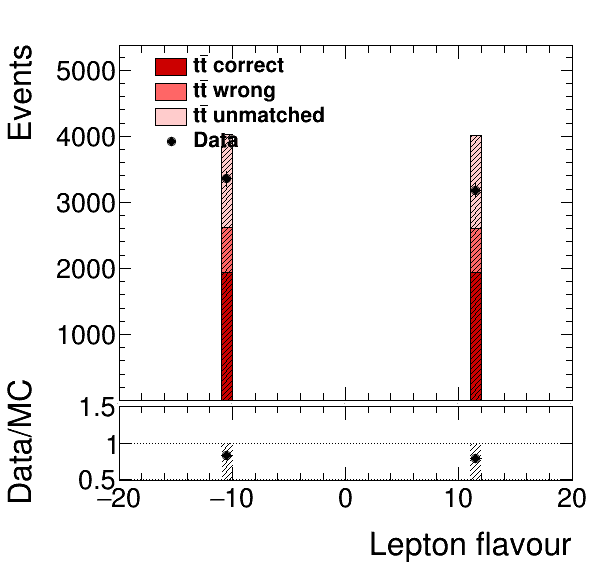 Events
5000
4000
3000
2000
1000
tt̄ correct
tt̄ wrong
tt̄ unmatched
Data
Data/MC
1.5
1
0.5
−20 −10 0 10 20
Lepton flavour